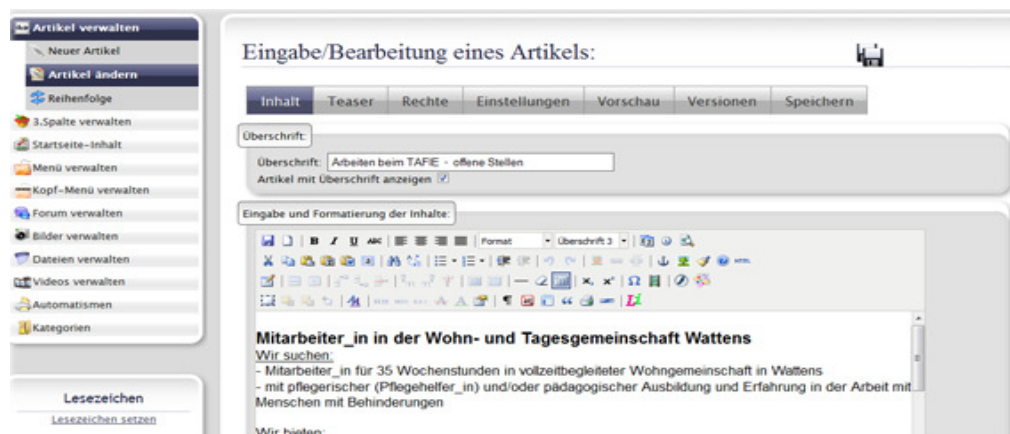 Artikel verwalten
Neuer Artikel
Artikel ändern
Reihenfolge
3.Spalte verwalten
Startseite-Inhalt
Menü verwalten
Kopf-Menü verwalten
Forum verwalten
Bilder verwalten
Dateien verwalten
Videos verwalten
Automatismen
Kategorien
Lesezeichen
Lesezeichen setzen
Eingabe/Bearbeitung eines Artikels:
Inhalt Teaser Rechte Einstellungen Vorschau Versionen Speichern
Überschrift:
Überschrift: Arbeiten beim TAFIE - offene Stellen
Artikel mit Überschrift anzeigen
Eingabe und Formatierung der Inhalte:
B I U ABC Format Überschrift 3
HTML
Mitarbeiter_in in der Wohn- und Tagesgemeinschaft Wattens
Wir suchen:
- Mitarbeiter_in für 35 Wochenstunden in vollzeitbegleiteter Wohngemeinschaft in Wattens
- mit pflegerischer (Pflegehelfer_in) und/oder pädagogischer Ausbildung und Erfahrung in der Arbeit mit
Menschen mit Behinderungen
Wir bieten: